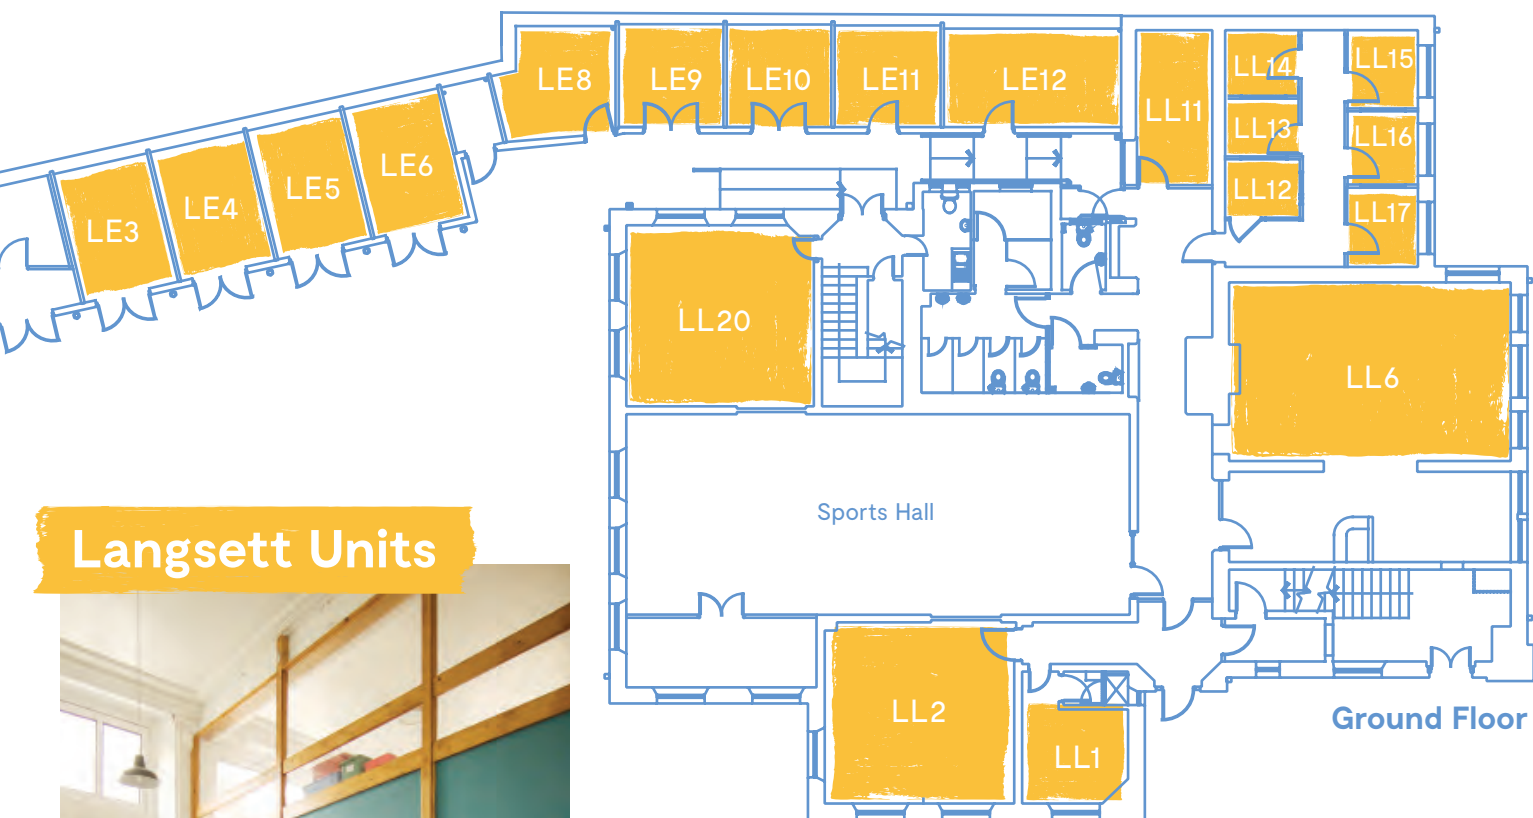 LE8
LE9
LE10
LE11
LE12
LL11
LL14
LL15
LL13
LL16
LL12
LL17
LE6
LE5
LE4
LE3
LL20
LL6
Sports Hall
Langsett Units
LL2
LL1
Ground Floor